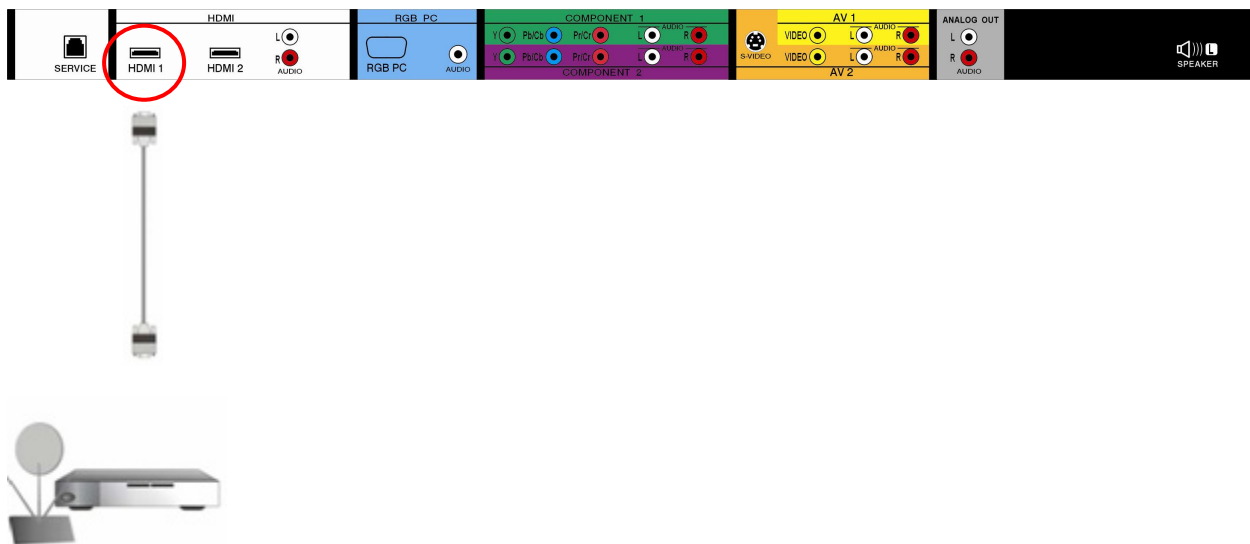 HDMI
SERVICE
HDMI 1
HDMI 2
L
R
AUDIO
RGB PC
RGB PC
AUDIO
COMPONENT 1
Y Pb/Cb Pr/Cr L AUDIO R
Y Pb/Cb Pr/Cr L AUDIO R
COMPONENT 2
S-VIDEO
AV 1
VIDEO L AUDIO R
VIDEO L R
AV 2
ANALOG OUT
L
R
AUDIO
L
SPEAKER